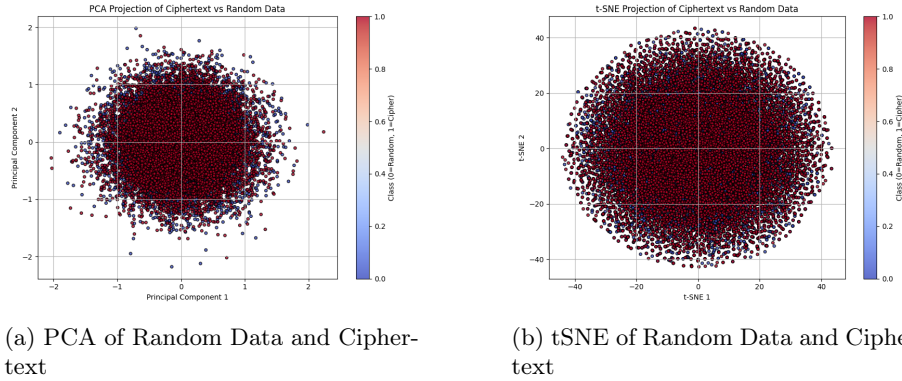 PCA Projection of Ciphertext vs Random Data
2
1
0
−1
−2
Principal Component 2
−2
−1
0
1
2
Principal Component 1
1.0
0.8
0.6
0.4
0.2
0.0
Class (0=Random, 1=Cipher)
(a) PCA of Random Data and Cipher-
text
t-SNE Projection of Ciphertext vs Random Data
40
20
0
−20
−40
t-SNE 2
−40
−20
0
20
40
t-SNE 1
1.0
0.8
0.6
0.4
0.2
0.0
Class (0=Random, 1=Cipher)
(b) tSNE of Random Data and Ciphe
text